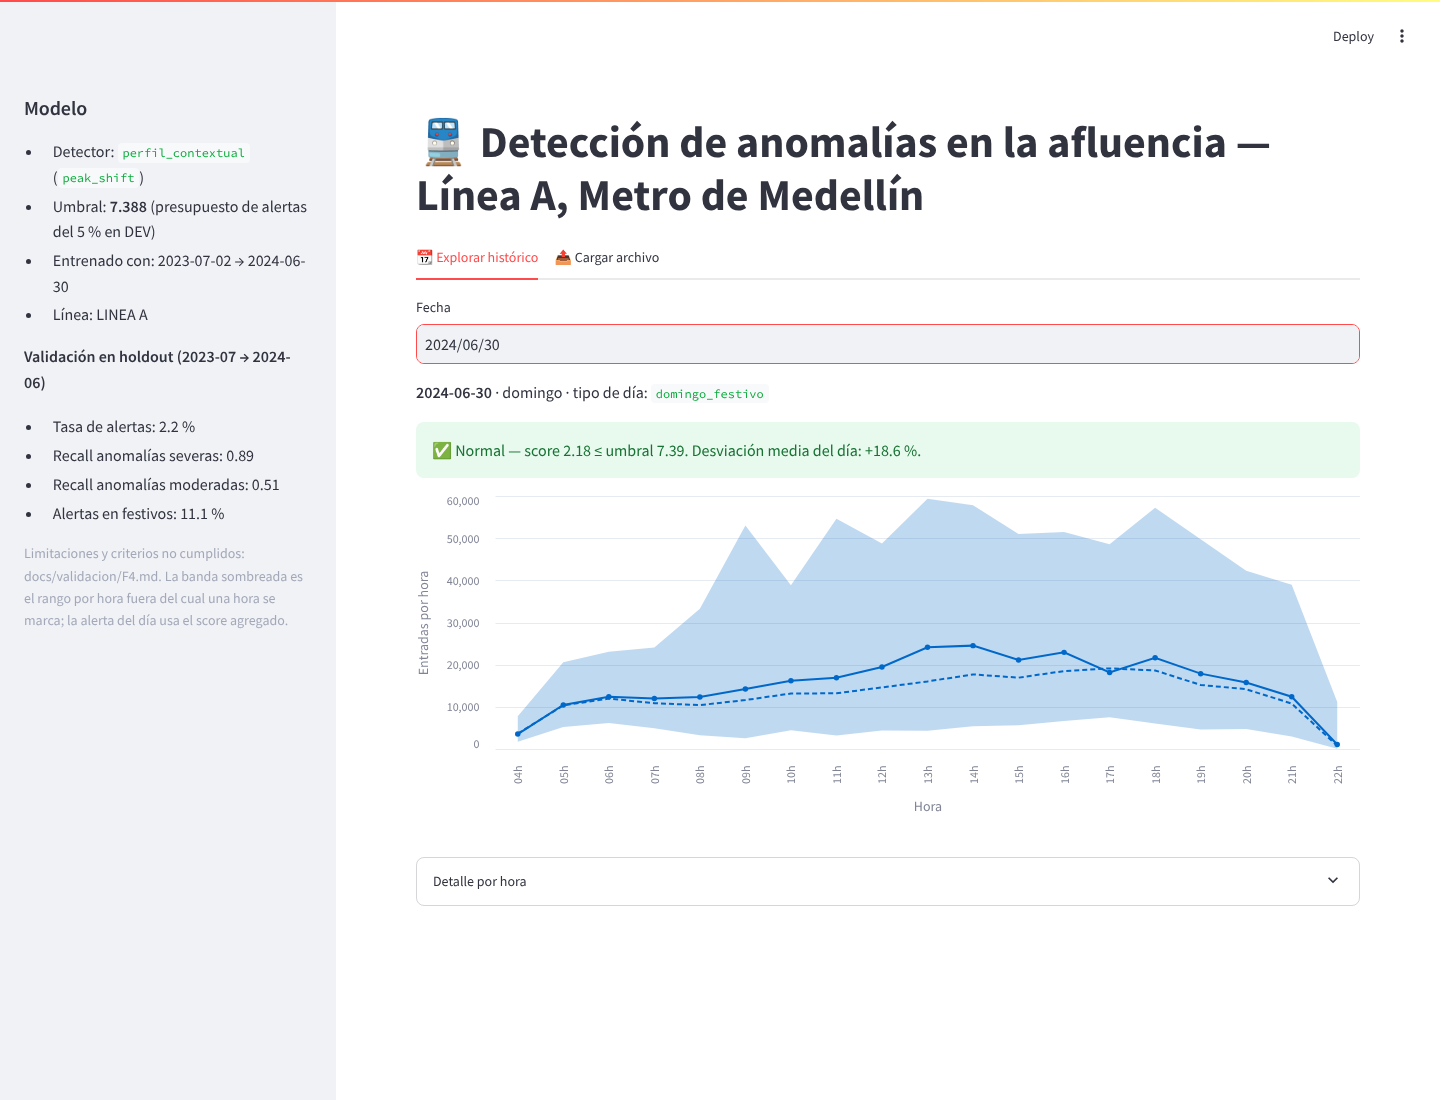 Deploy
Modelo
Detector: perfil_contextual
( peak_shift )
Umbral: 7.388 (presupuesto de alertas
del 5 % en DEV)
Entrenado con: 2023-07-02 → 2024-06-
30
Línea: LINEA A
Validación en holdout (2023-07 → 2024-
06)
Tasa de alertas: 2.2 %
Recall anomalías severas: 0.89
Recall anomalías moderadas: 0.51
Alertas en festivos: 11.1 %
Limitaciones y criterios no cumplidos:
docs/validacion/F4.md. La banda sombreada es
el rango por hora fuera del cual una hora se
marca; la alerta del día usa el score agregado.
Detección de anomalías en la afluencia —
Línea A, Metro de Medellín
Explorar histórico
Cargar archivo
Fecha
2024/06/30
2024-06-30 · domingo · tipo de día: domingo_festivo
Normal — score 2.18 ≤ umbral 7.39. Desviación media del día: +18.6 %.
Entradas por hora
60,000
50,000
40,000
30,000
20,000
10,000
0
04h
05h
06h
07h
08h
09h
10h
11h
12h
13h
14h
15h
16h
17h
18h
19h
20h
21h
22h
Hora
Detalle por hora